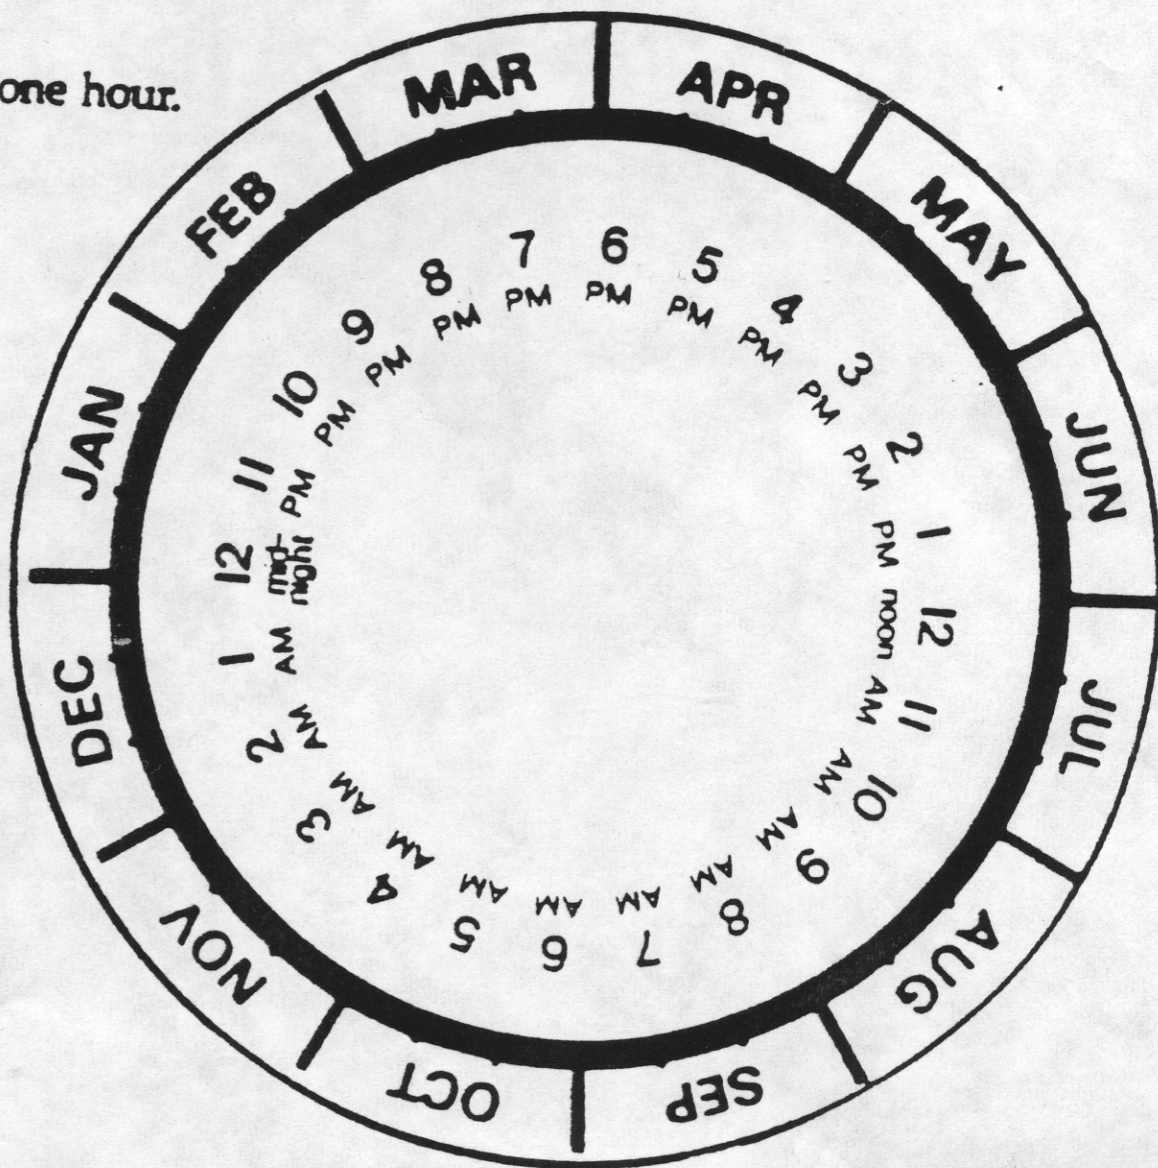 one hour.
JAN
FEB
MAR
APR
MAY
JUN
JUL
AUG
SEP
OCT
NOV
DEC
12 mid-night
11 PM
10 PM
9 PM
8 PM
7 PM
6 PM
5 PM
4 PM
3 PM
2 PM
1 PM
12 noon
11 AM
10 AM
9 AM
8 AM
7 AM
6 AM
5 AM
4 AM
3 AM
2 AM
1 AM